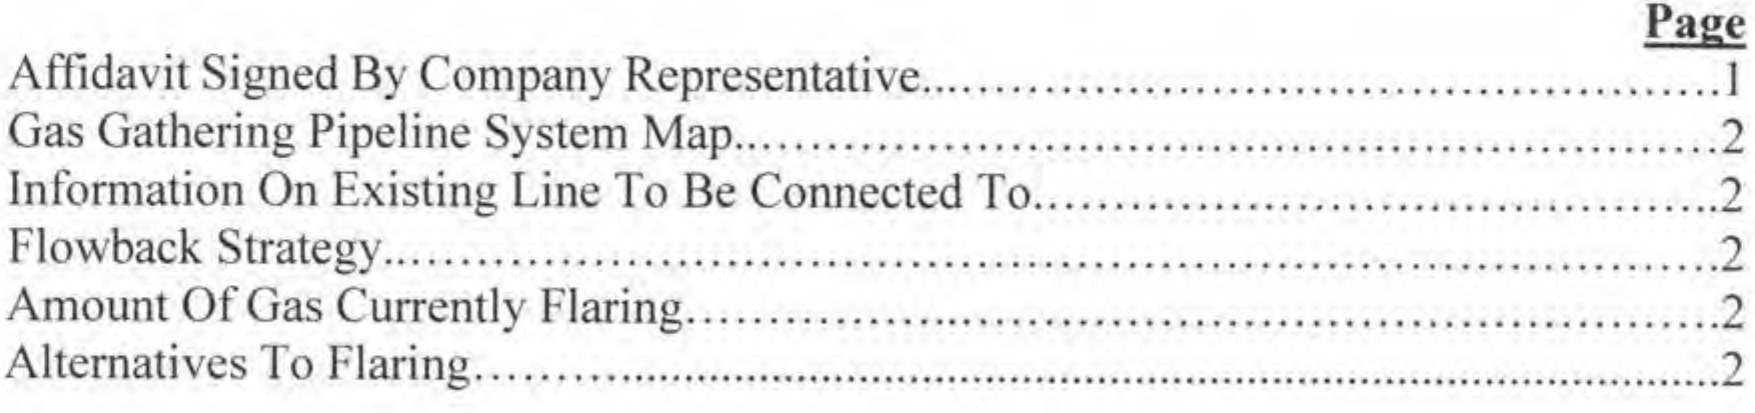 Page
Affidavit Signed By Company Representative..........................................................1
Gas Gathering Pipeline System Map......................................................................2
Information On Existing Line To Be Connected To..................................................2
Flowback Strategy................................................................................................2
Amount Of Gas Currently Flaring..........................................................................2
Alternatives To Flaring.........................................................................................2